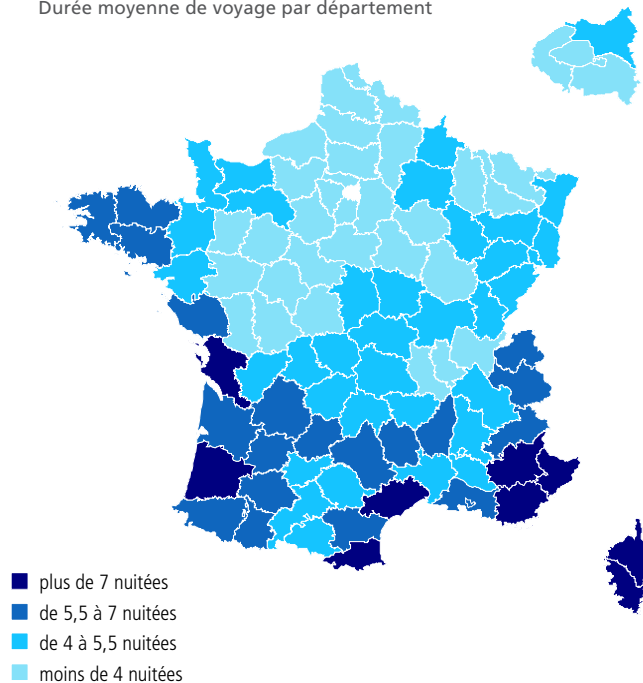 Durée moyenne de voyage par département
plus de 7 nuitées
de 5,5 à 7 nuitées
de 4 à 5,5 nuitées
moins de 4 nuitées